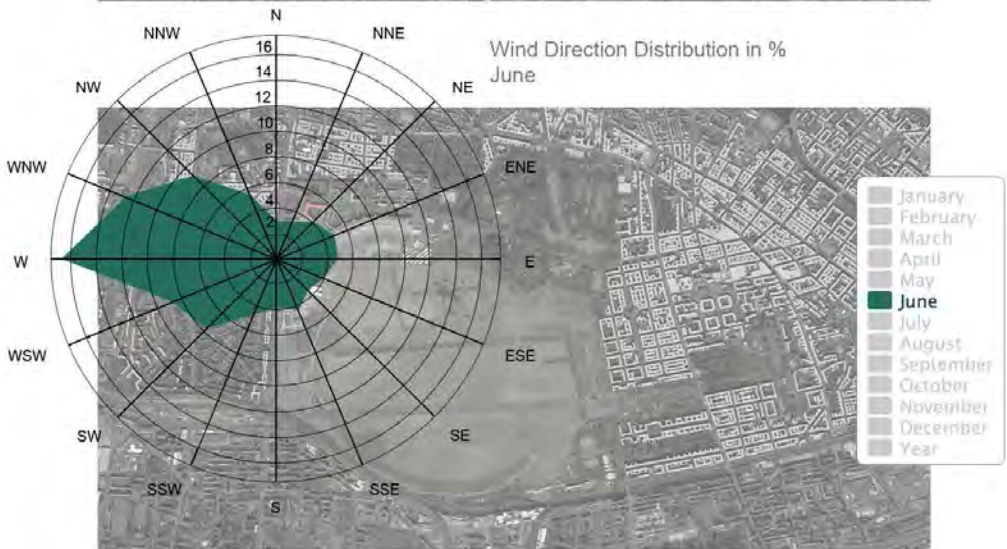 Wind Direction Distribution in %
June
N
NNE
NE
ENE
E
ESE
SE
SSE
S
SSW
SW
WSW
W
WNW
NW
NNW
16
14
12
10
8
6
4
2
January
February
March
April
May
June
July
August
September
October
November
December
Year